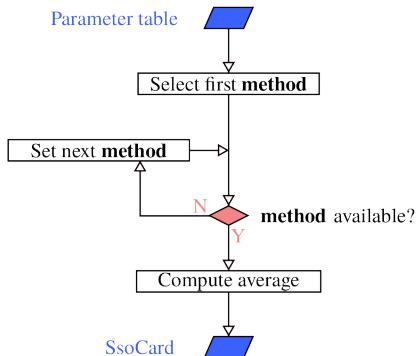 Parameter table
Select first method
Set next method
N
method available?
Y
Compute average
SsoCard